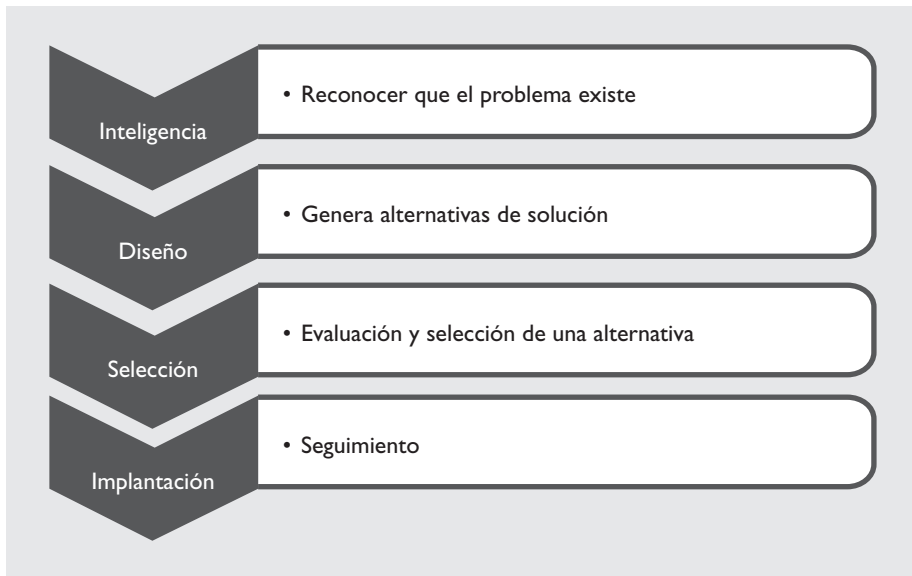 Inteligencia
• Reconocer que el problema existe
Diseño
• Genera alternativas de solución
Selección
• Evaluación y selección de una alternativa
Implantación
• Seguimiento